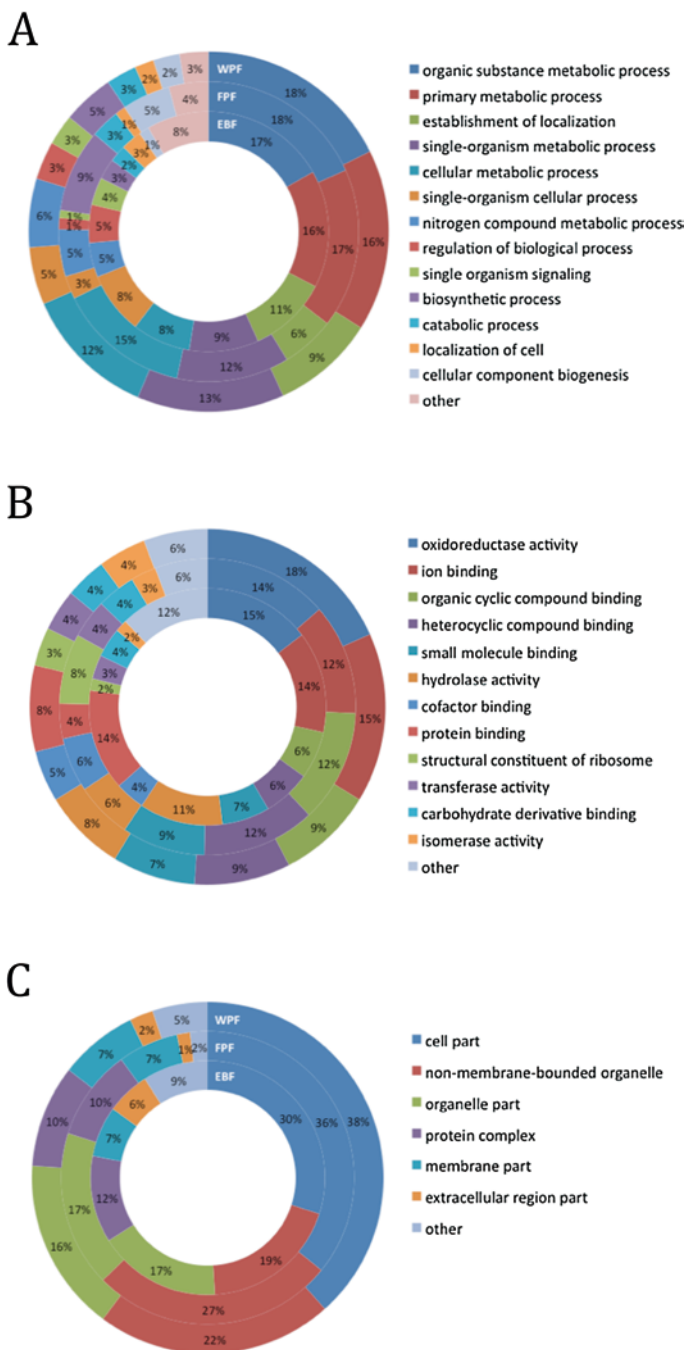 A
WPF
FPF
EBF
18%
18%
17%
16%
17%
16%
11%
6%
9%
9%
12%
13%
8%
15%
12%
8%
3%
5%
5%
5%
6%
5%
1%
3%
4%
1%
3%
3%
9%
5%
2%
3%
3%
3%
1%
2%
1%
5%
2%
8%
4%
3%
organic substance metabolic process
primary metabolic process
establishment of localization
single-organism metabolic process
cellular metabolic process
single-organism cellular process
nitrogen compound metabolic process
regulation of biological process
single organism signaling
biosynthetic process
catabolic process
localization of cell
cellular component biogenesis
other
B
18%
14%
15%
14%
12%
15%
6%
12%
9%
6%
12%
9%
7%
9%
7%
11%
6%
8%
4%
6%
5%
14%
4%
8%
2%
8%
3%
3%
4%
4%
4%
4%
4%
2%
3%
4%
12%
6%
6%
oxidoreductase activity
ion binding
organic cyclic compound binding
heterocyclic compound binding
small molecule binding
hydrolase activity
cofactor binding
protein binding
structural constituent of ribosome
transferase activity
carbohydrate derivative binding
isomerase activity
other
C
WPF
FPF
EBF
30%
36%
38%
19%
27%
22%
17%
17%
16%
12%
10%
10%
7%
7%
7%
6%
1%
2%
9%
2%
5%
cell part
non-membrane-bounded organelle
organelle part
protein complex
membrane part
extracellular region part
other